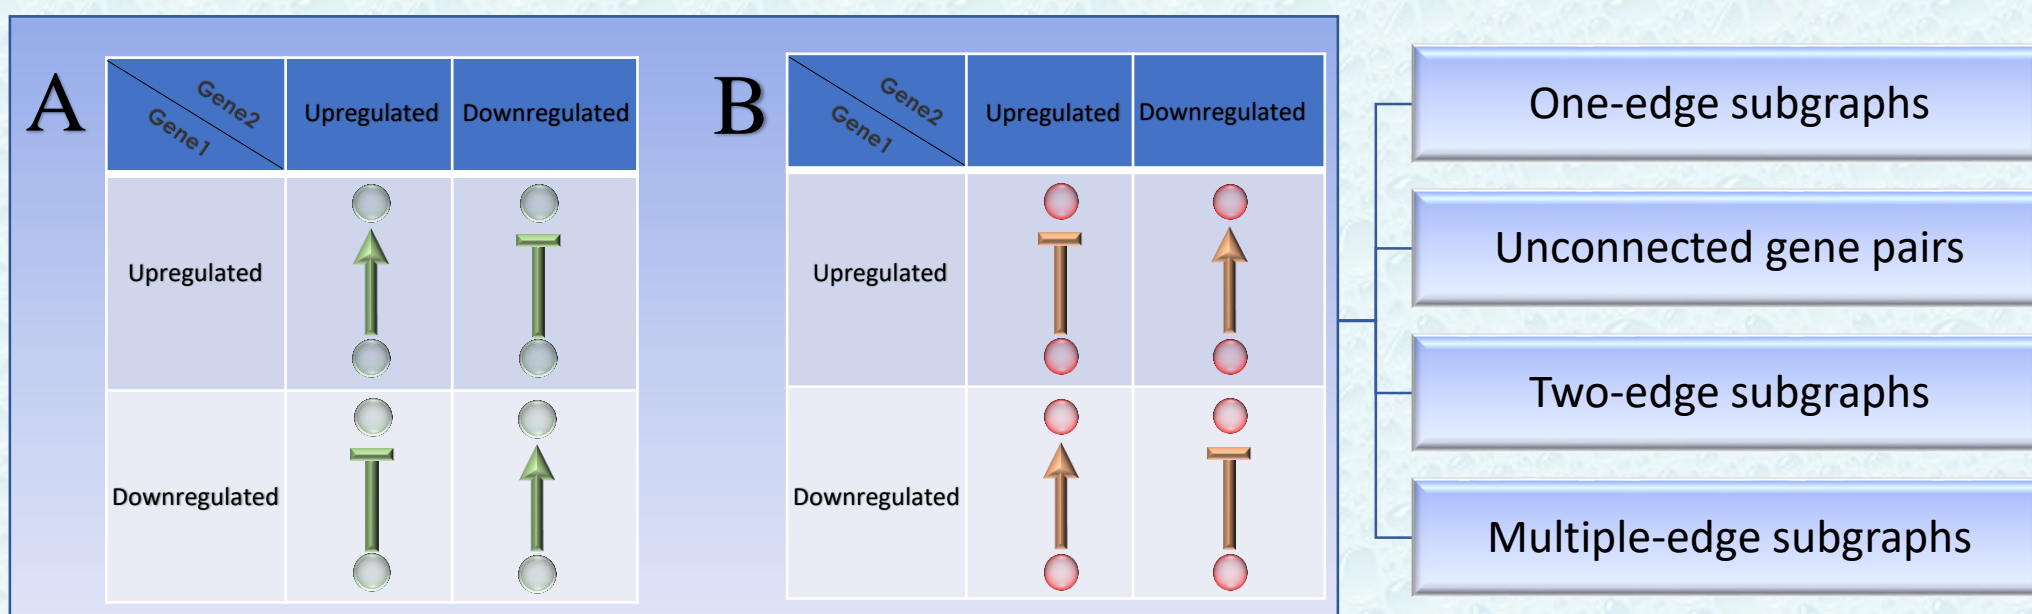 A
Gene2
Gene1
Upregulated
Downregulated
Upregulated
Downregulated
B
Gene2
Gene1
Upregulated
Downregulated
Upregulated
Downregulated
One-edge subgraphs
Unconnected gene pairs
Two-edge subgraphs
Multiple-edge subgraphs